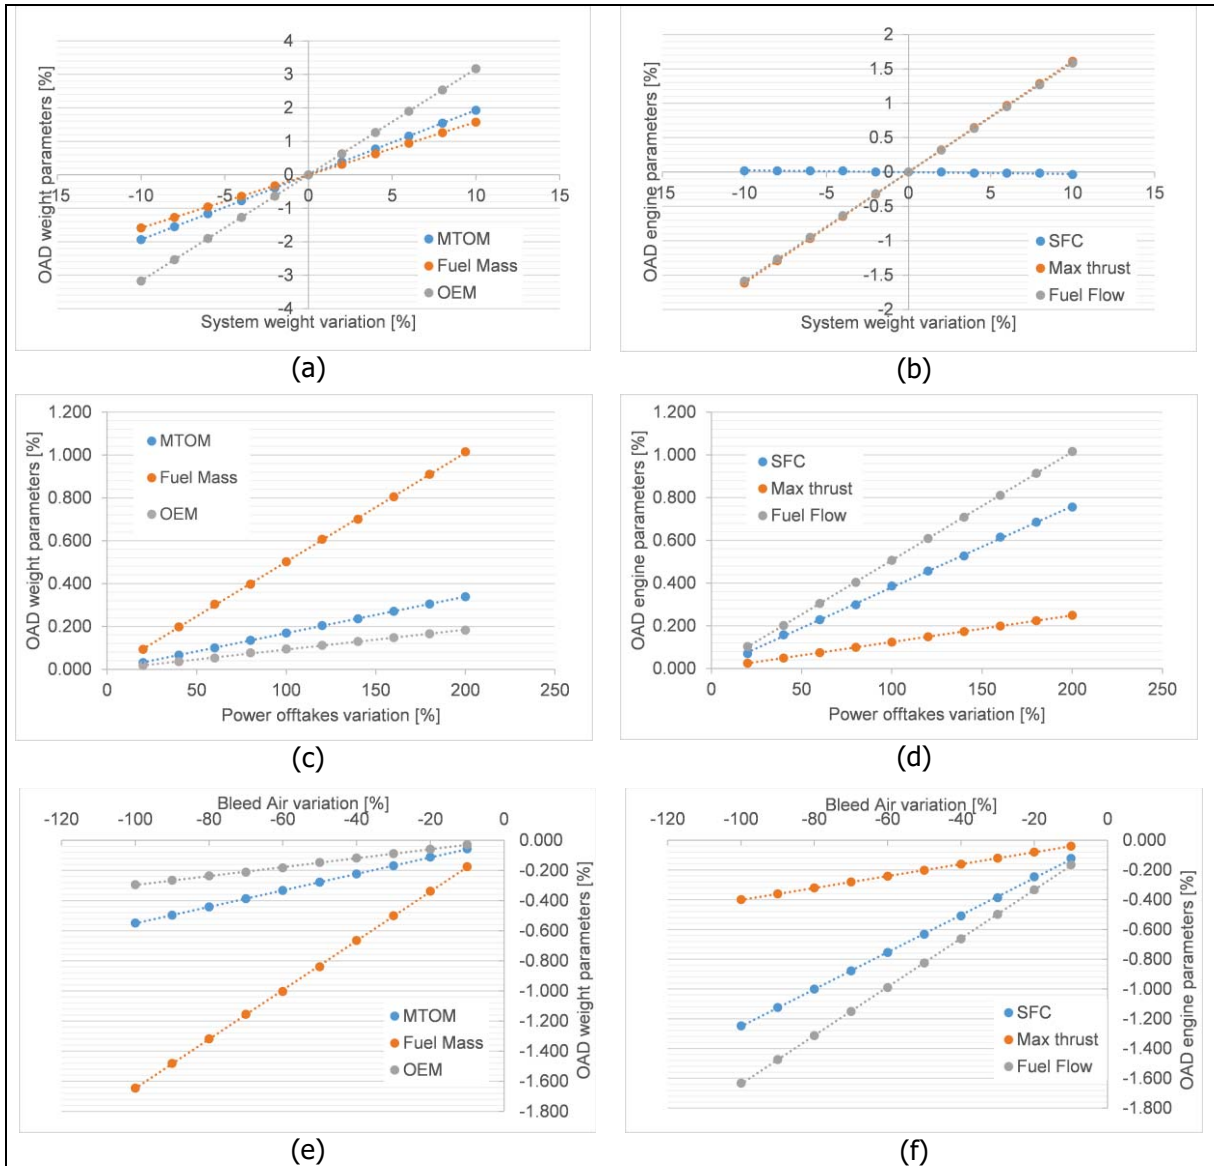 OAD weight parameters [%]
4
3
2
1
0
-15 -10 -5 0 5 10 15
-1
-2
-3
-4
MTOM
Fuel Mass
OEM
System weight variation [%]
(a)
OAD engine parameters [%]
2
1.5
1
0.5
0
-15 -10 -5 0 5 10 15
-0.5
-1
-1.5
-2
SFC
Max thrust
Fuel Flow
System weight variation [%]
(b)
OAD weight parameters [%]
1.200
1.000
0.800
0.600
0.400
0.200
0.000
MTOM
Fuel Mass
OEM
0 50 100 150 200 250
Power offtakes variation [%]
(c)
OAD engine parameters [%]
1.200
1.000
0.800
0.600
0.400
0.200
0.000
SFC
Max thrust
Fuel Flow
0 50 100 150 200 250
Power offtakes variation [%]
(d)
Bleed Air variation [%]
-120 -100 -80 -60 -40 -20 0
0.000
-0.200
-0.400
-0.600
-0.800
-1.000
-1.200
-1.400
-1.600
-1.800
OAD weight parameters [%]
MTOM
Fuel Mass
OEM
(e)
Bleed Air variation [%]
-120 -100 -80 -60 -40 -20 0
0.000
-0.200
-0.400
-0.600
-0.800
-1.000
-1.200
-1.400
-1.600
-1.800
OAD engine parameters [%]
SFC
Max thrust
Fuel Flow
(f)